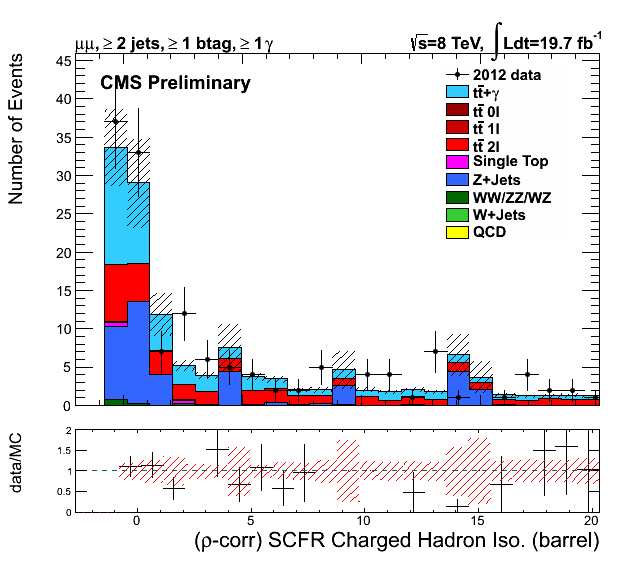 μμ, ≥ 2 jets, ≥ 1 btag, ≥ 1γ
√s=8 TeV, ∫Ldt=19.7 fb⁻¹
CMS Preliminary
Number of Events
45
40
35
30
25
20
15
10
5
0
2012 data
tt̄+γ
tt̄ 0l
tt̄ 1l
tt̄ 2l
Single Top
Z+Jets
WW/ZZ/WZ
W+Jets
QCD
data/MC
2
1.5
1
0.5
0
0 5 10 15 20
(ρ-corr) SCFR Charged Hadron Iso. (barrel)